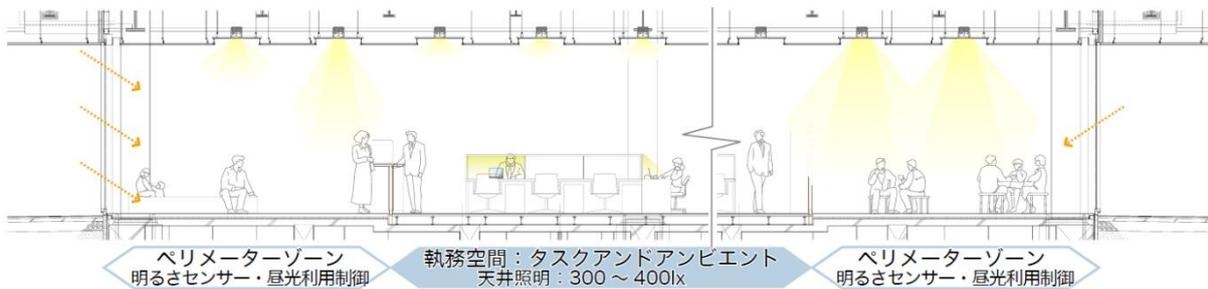 ペリメーターゾーン
明るさセンサー・昼光利用制御
執務空間：タスクアンドアンビエント
天井照明：300 〜 400lx
ペリメーターゾーン
明るさセンサー・昼光利用制御